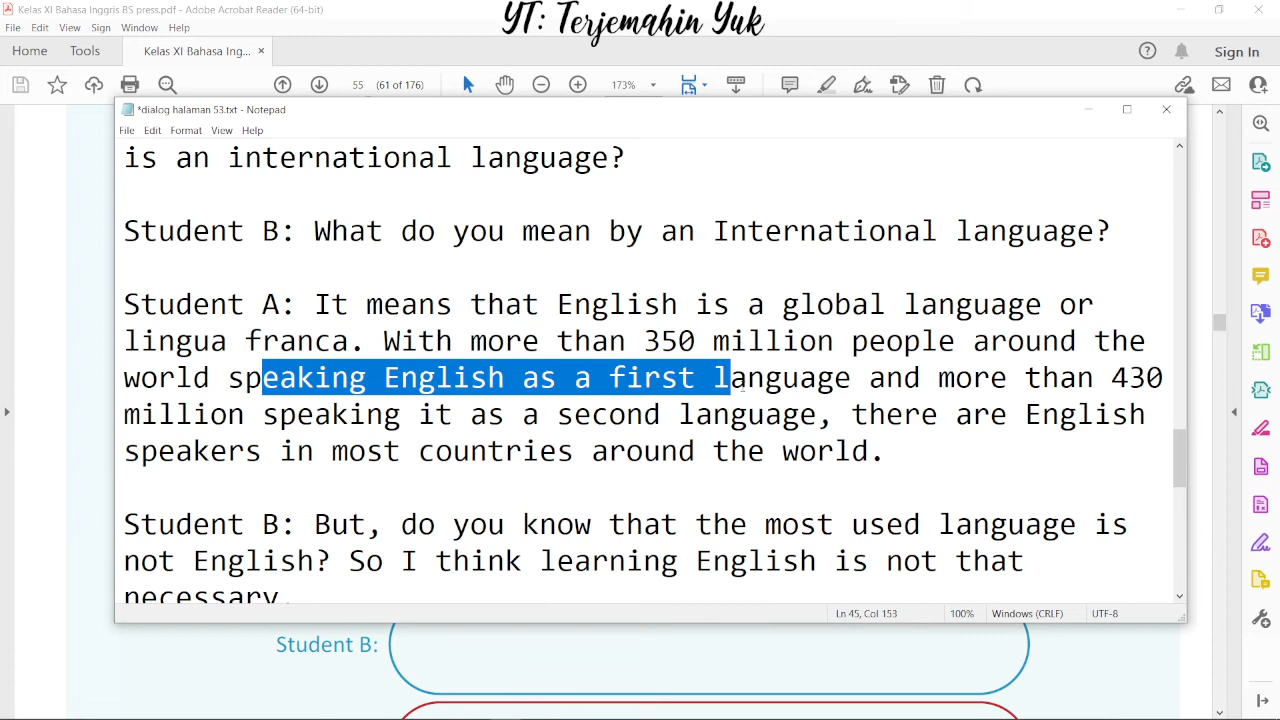 Kelas XI Bahasa Inggris BS press.pdf - Adobe Acrobat Reader (64-bit)
YT: Terjemahin Yuk
File Edit View Sign Window Help
Home Tools Kelas XI Bahasa Ing... × Sign In
55 (61 of 176) 173%
*dialog halaman 53.txt - Notepad
File Edit Format View Help
is an international language?
Student B: What do you mean by an International language?
Student A: It means that English is a global language or
lingua franca. With more than 350 million people around the
world speaking English as a first language and more than 430
million speaking it as a second language, there are English
speakers in most countries around the world.
Student B: But, do you know that the most used language is
not English? So I think learning English is not that
necessary.
Ln 45, Col 153 100% Windows (CRLF) UTF-8
Student B: